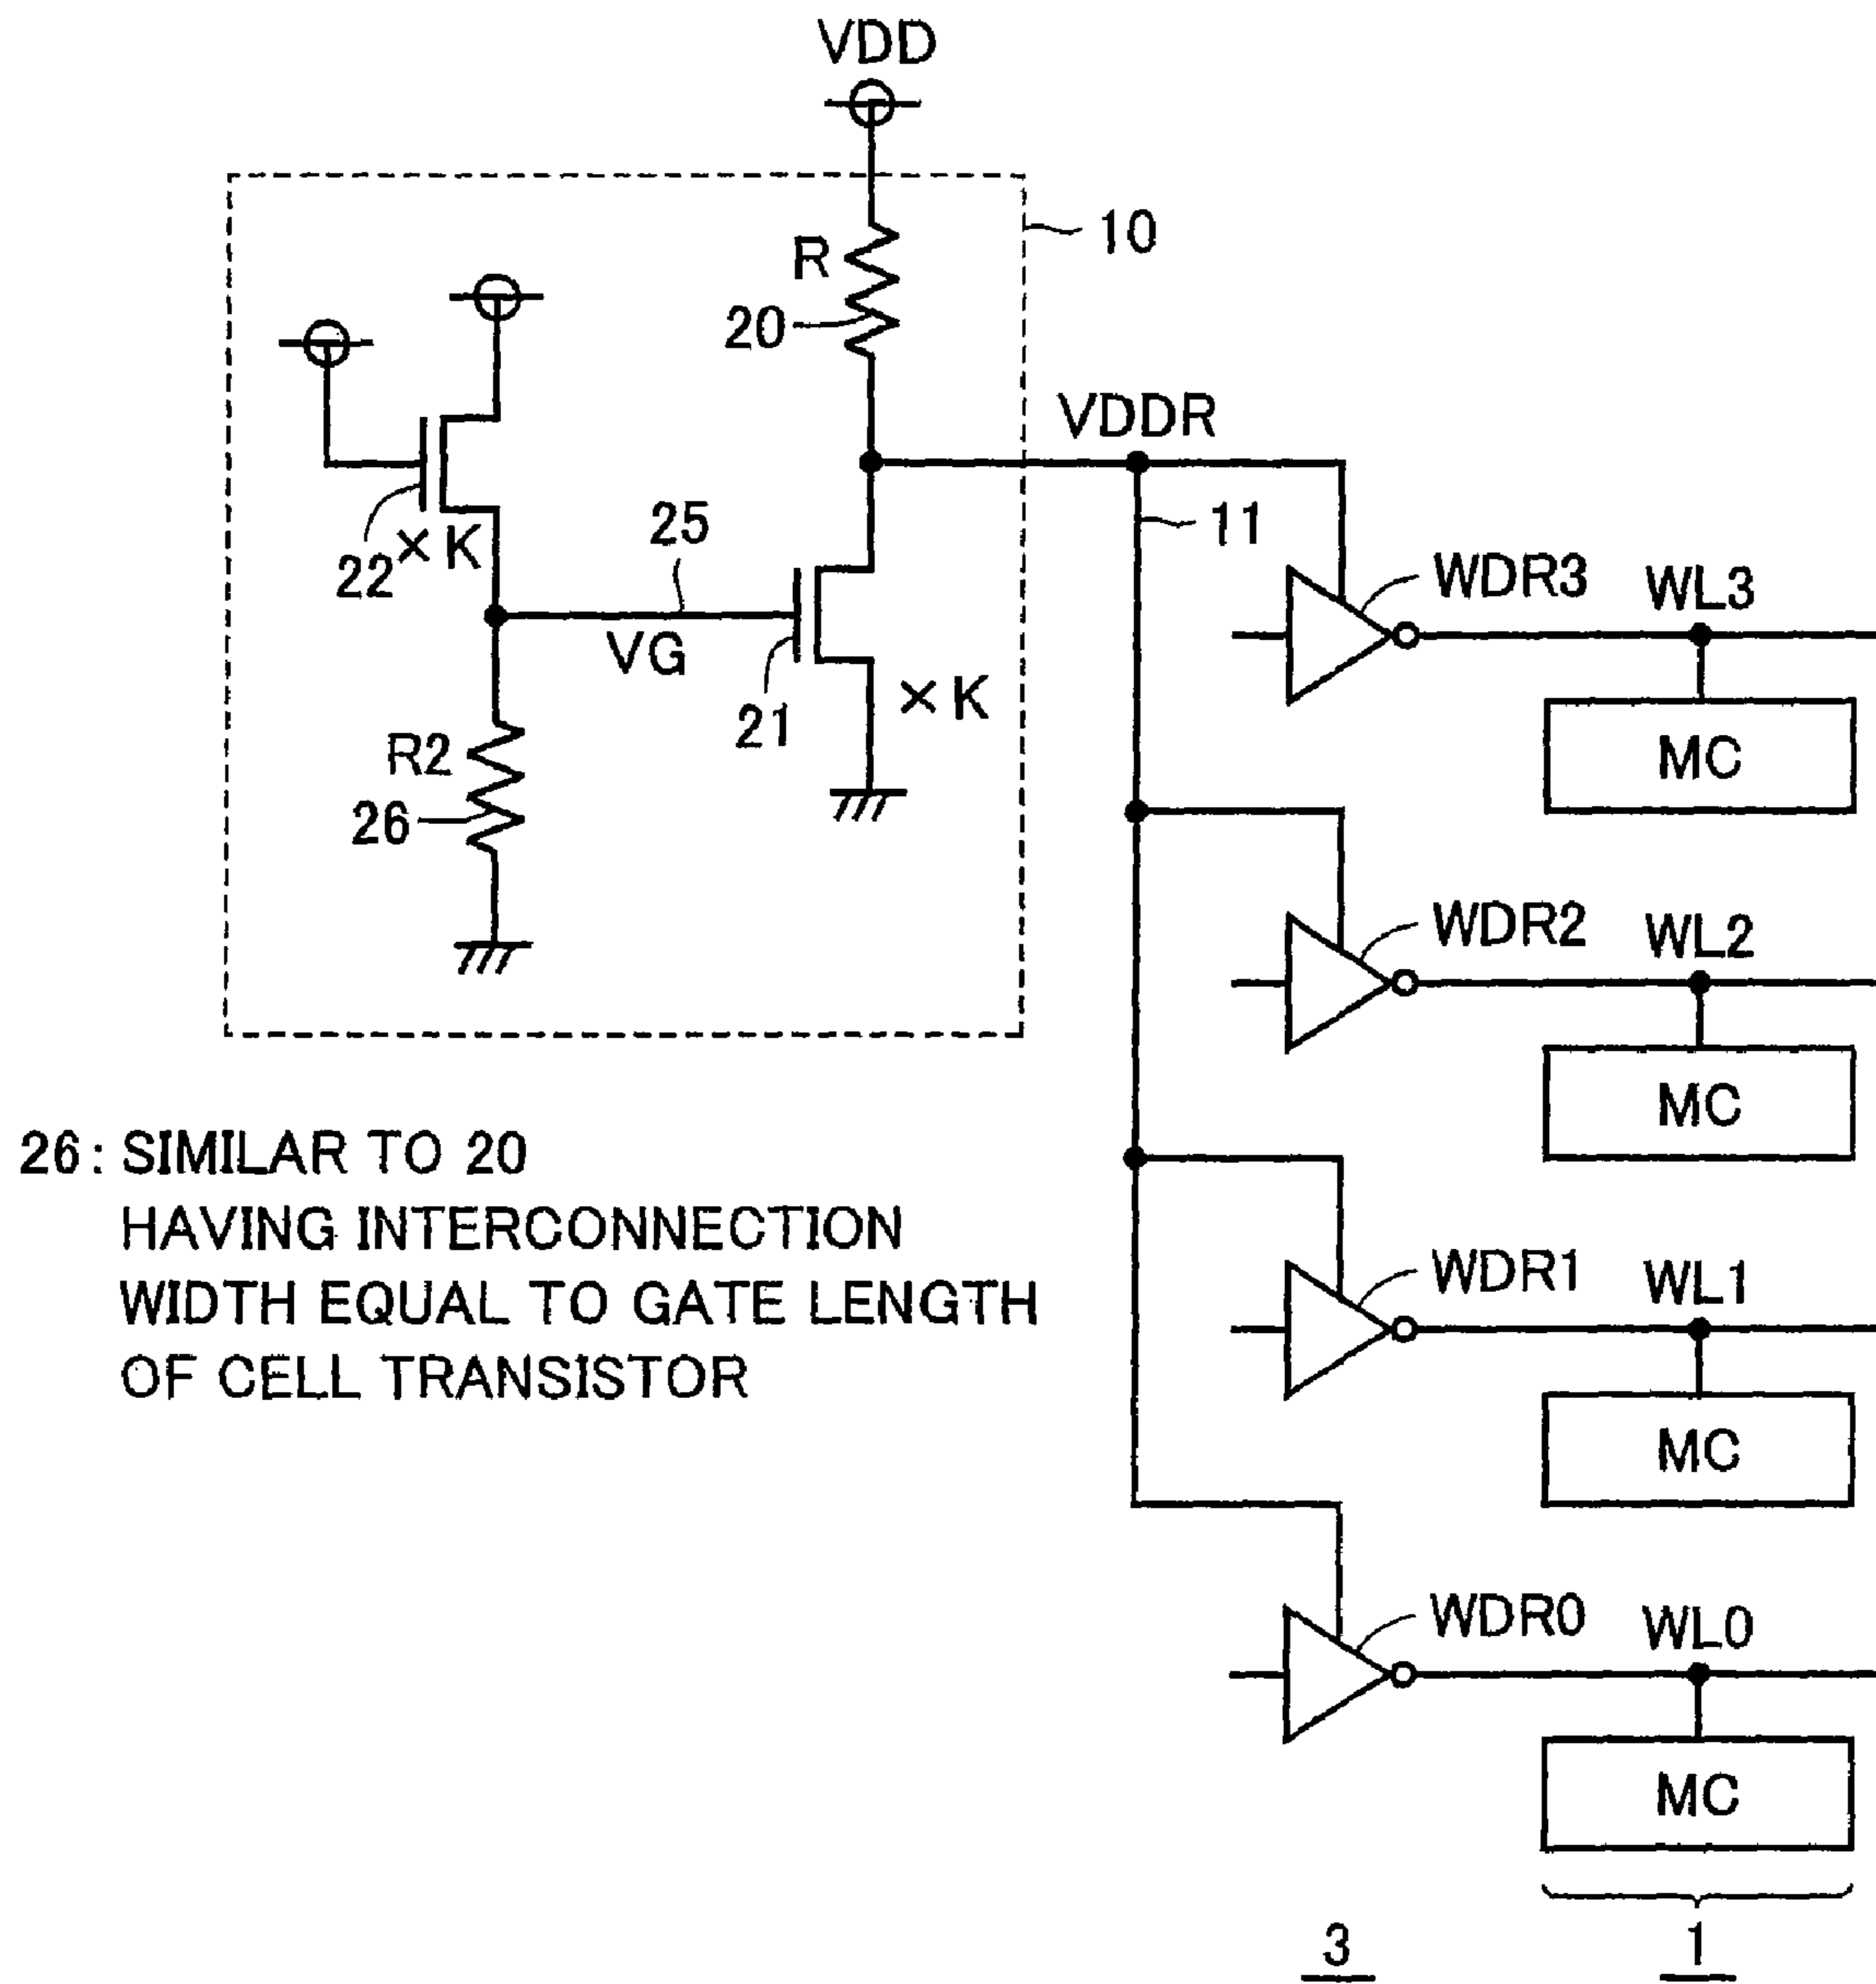 VDD
10
R
20
VDDR
22
×K
25
VG
21
×K
R2
26
11
WDR3
WL3
MC
WDR2
WL2
MC
26: SIMILAR TO 20
HAVING INTERCONNECTION
WIDTH EQUAL TO GATE LENGTH
OF CELL TRANSISTOR
WDR1
WL1
MC
WDR0
WL0
MC
3
1